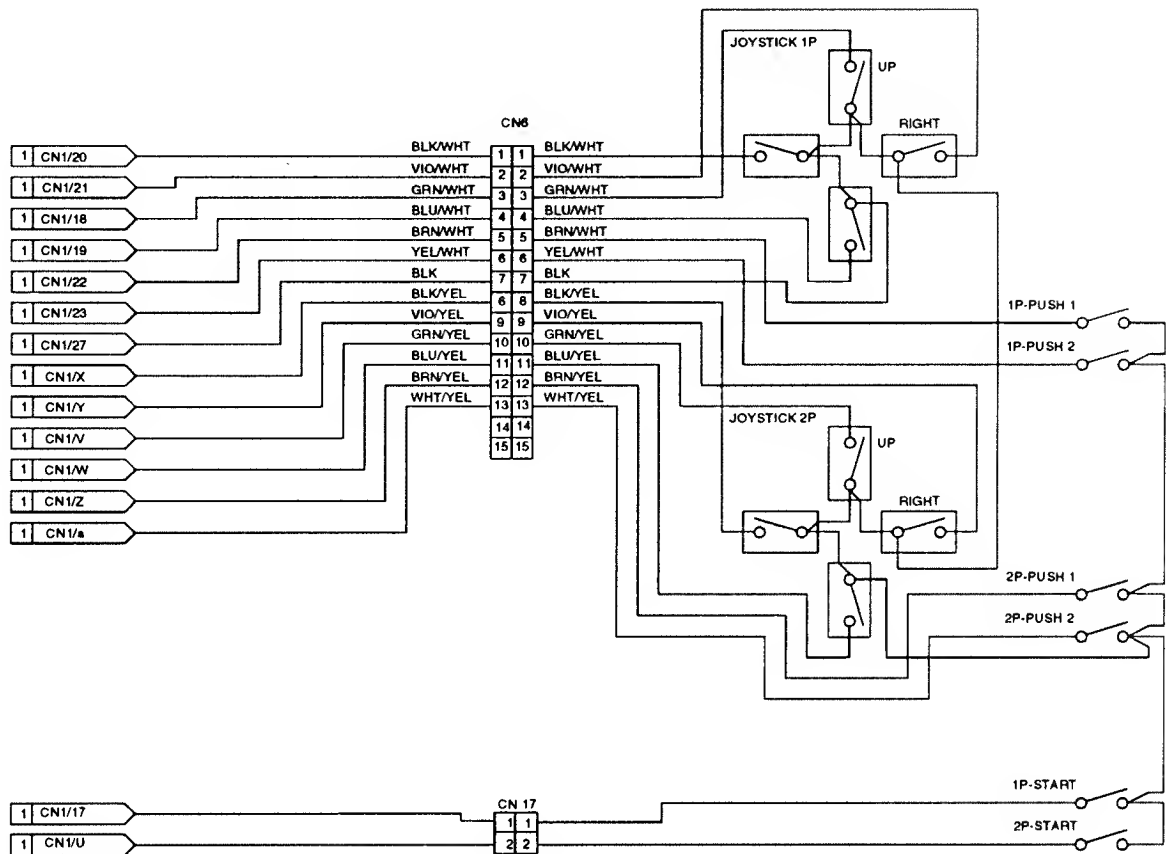 JOYSTICK 1P
UP
RIGHT
CN6
1 CN1/20 BLK/WHT 1 1 BLK/WHT
1 CN1/21 VIO/WHT 2 2 VIO/WHT
1 CN1/18 GRN/WHT 3 3 GRN/WHT
1 CN1/19 BLU/WHT 4 4 BLU/WHT
1 CN1/22 BRN/WHT 5 5 BRN/WHT
1 CN1/23 YEL/WHT 6 6 YEL/WHT
1 CN1/27 BLK 7 7 BLK
1 CN1/X BLK/YEL 6 8 BLK/YEL
1 CN1/Y VIO/YEL 9 9 VIO/YEL
1 CN1/V GRN/YEL 10 10 GRN/YEL
1 CN1/W BLU/YEL 11 11 BLU/YEL
1 CN1/Z BRN/YEL 12 12 BRN/YEL
1 CN1/a WHT/YEL 13 13 WHT/YEL
14 14
15 15
1P-PUSH 1
1P-PUSH 2
JOYSTICK 2P
UP
RIGHT
2P-PUSH 1
2P-PUSH 2
CN 17
1 CN1/17 1 1 1P-START
1 CN1/U 2 2 2P-START